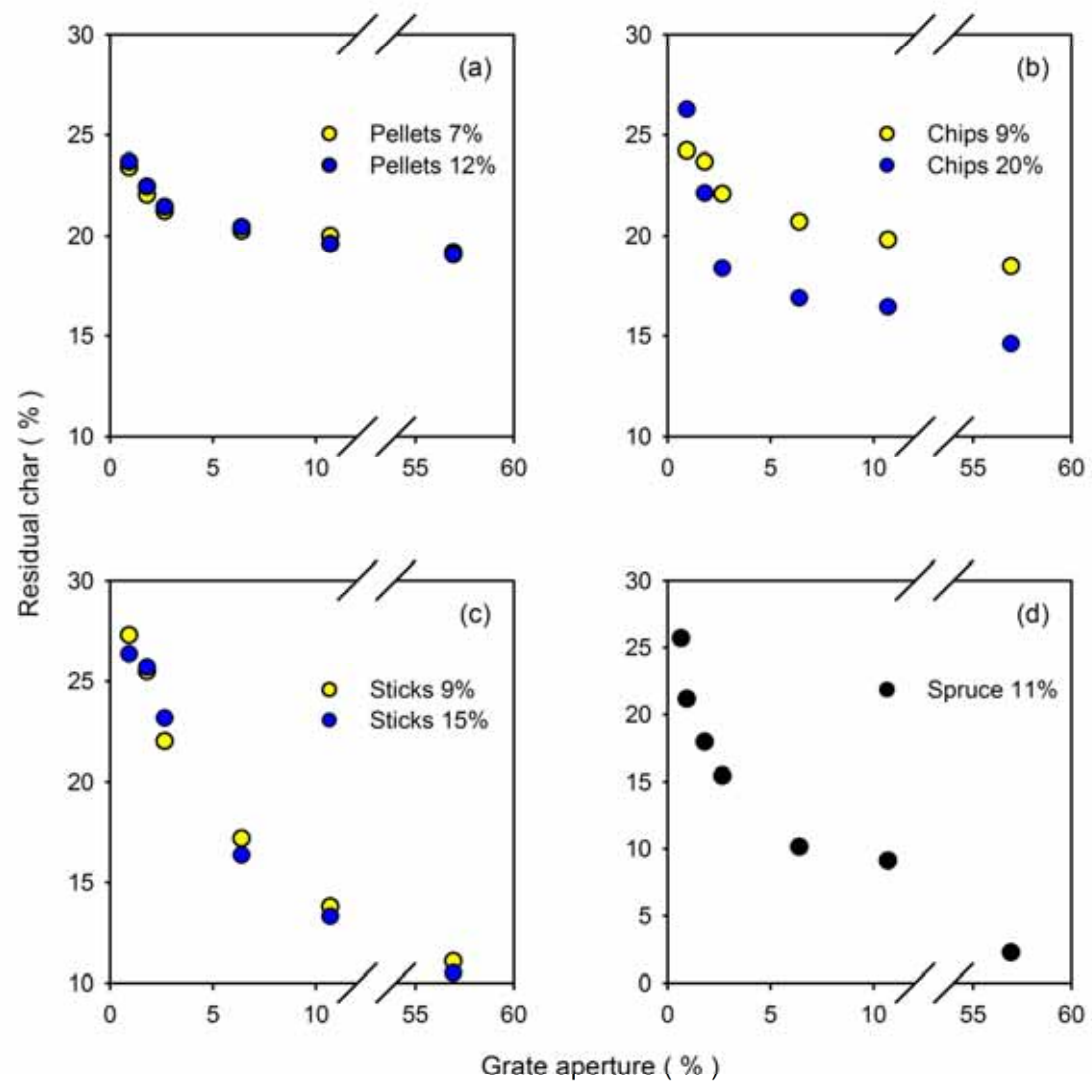 30
(a)
25
Pellets 7%
Pellets 12%
20
15
10
0 5 10 55 60
30
(b)
25
Chips 9%
Chips 20%
20
15
10
0 5 10 55 60
Residual char ( % )
30
(c)
25
Sticks 9%
Sticks 15%
20
15
10
0 5 10 55 60
30
(d)
25
Spruce 11%
20
15
10
5
0
0 5 10 55 60
Grate aperture ( % )